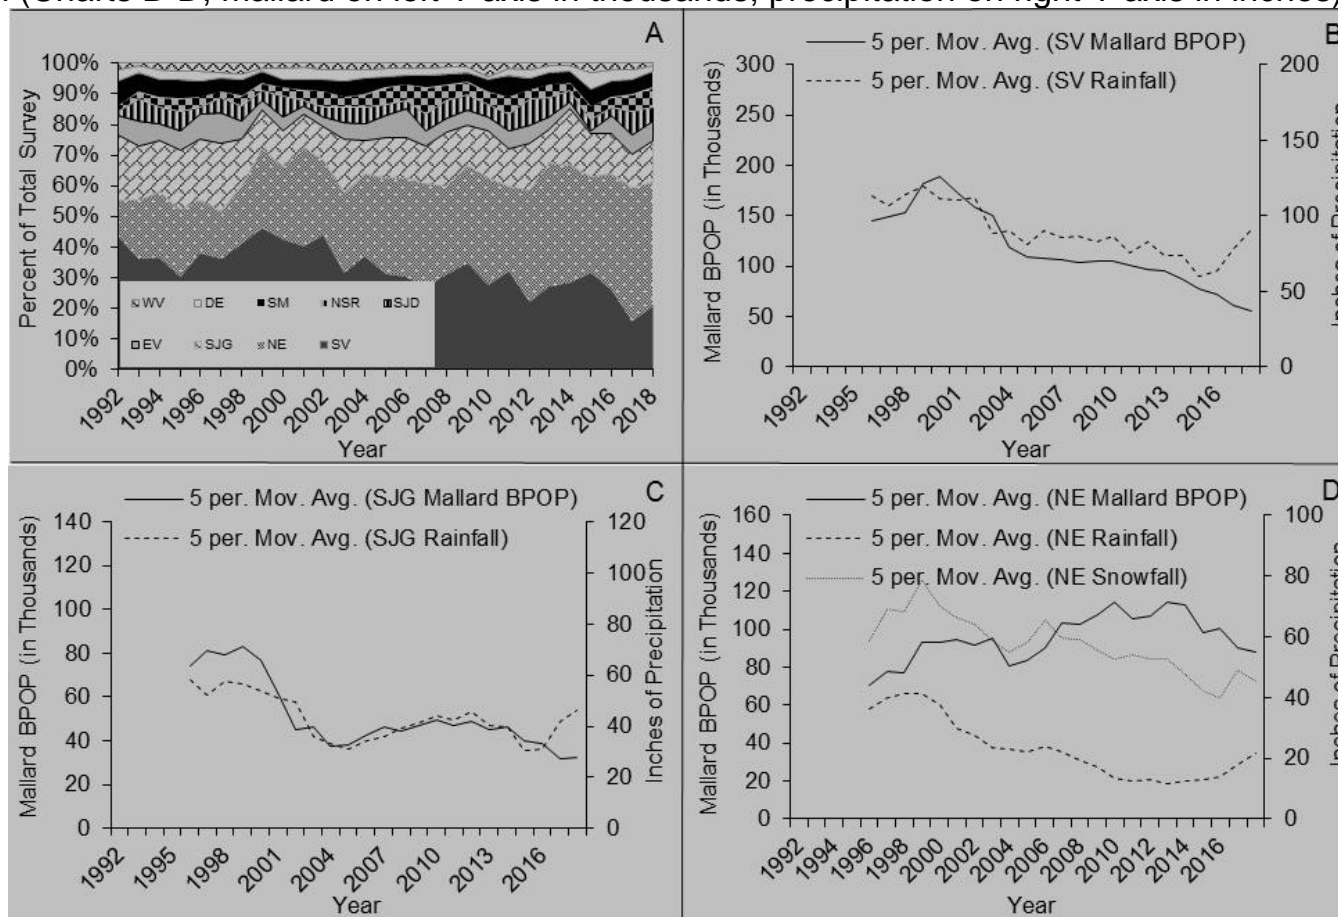 (Charts B-D, mallard on left Y-axis in thousands, precipitation on right Y-axis in inches)
A
100%
90%
80%
70%
60%
50%
40%
30%
20%
10%
0%
Percent of Total Survey
WV DE SM NSR SJD
EV SJG NE SV
1992 1994 1996 1998 2000 2002 2004 2006 2008 2010 2012 2014 2016 2018
Year
B
5 per. Mov. Avg. (SV Mallard BPOP)
5 per. Mov. Avg. (SV Rainfall)
300
250
200
150
100
50
0
Mallard BPOP (in Thousands)
200
150
100
50
0
Inches of Precipitation
1992 1995 1998 2001 2004 2007 2010 2013 2016
Year
C
5 per. Mov. Avg. (SJG Mallard BPOP)
5 per. Mov. Avg. (SJG Rainfall)
140
120
100
80
60
40
20
0
Mallard BPOP (in Thousands)
120
100
80
60
40
20
0
Inches of Precipitation
1992 1995 1998 2001 2004 2007 2010 2013 2016
Year
D
5 per. Mov. Avg. (NE Mallard BPOP)
5 per. Mov. Avg. (NE Rainfall)
5 per. Mov. Avg. (NE Snowfall)
160
140
120
100
80
60
40
20
0
Mallard BPOP (in Thousands)
100
80
60
40
20
0
Inches of Precipitation
1992 1994 1996 1998 2000 2002 2004 2006 2008 2010 2012 2014 2016
Year